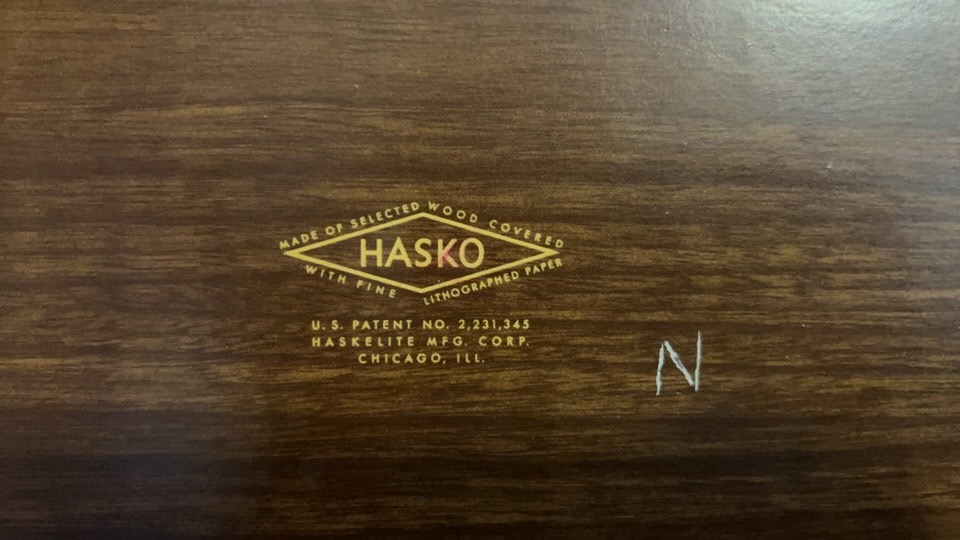 MADE OF SELECTED WOOD COVERED
HASKO
WITH FINE LITHOGRAPHED PAPER
U.S. PATENT NO. 2,231,345
HASKELITE MFG. CORP.
CHICAGO, ILL.
N